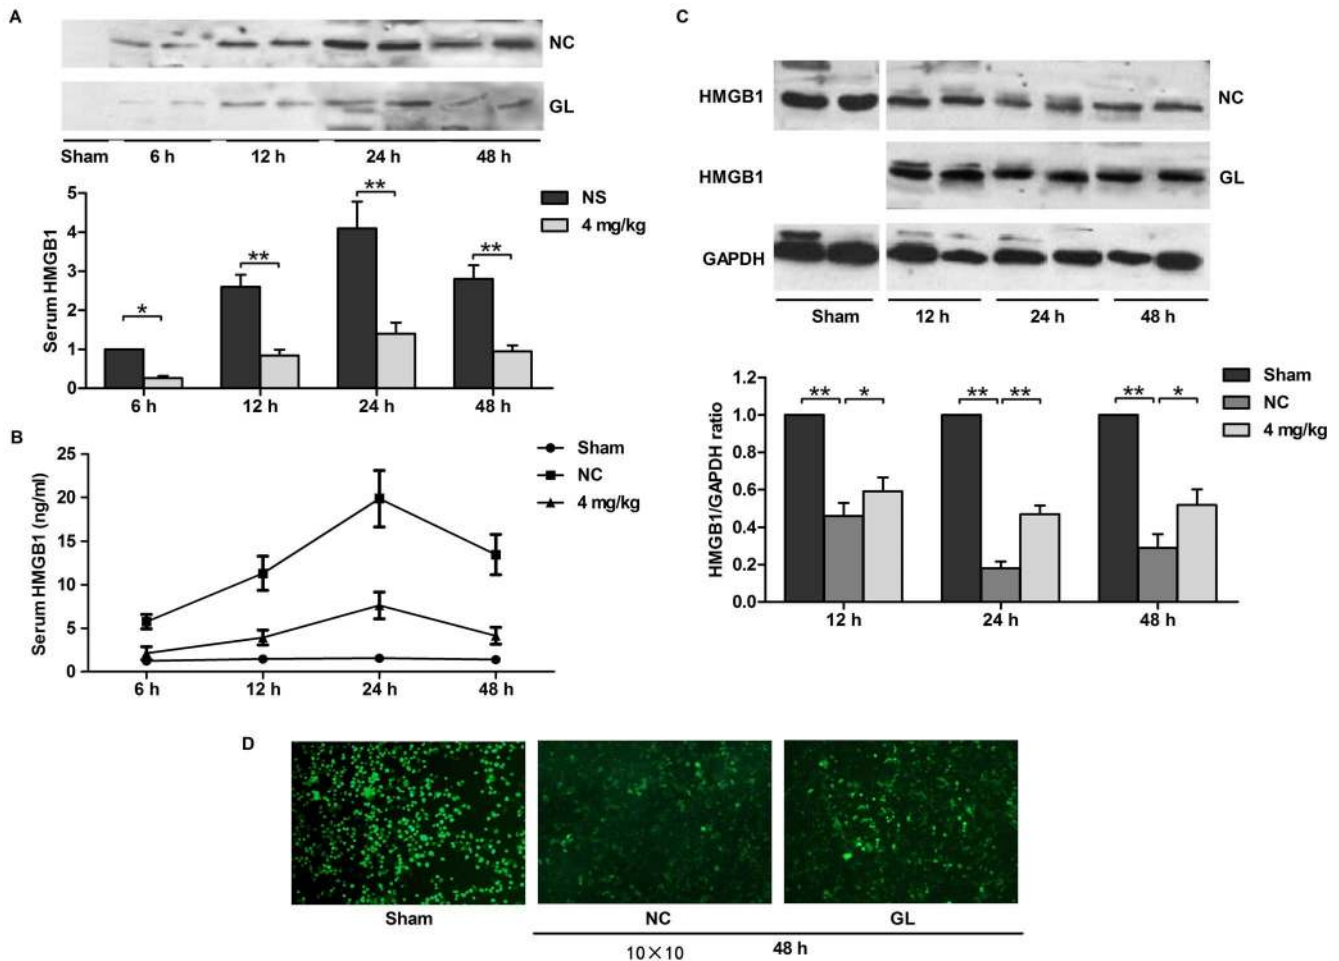 A
NC
GL
Sham 6 h 12 h 24 h 48 h
Serum HMGB1
5
4
3
2
1
0
* ** ** **
NS
4 mg/kg
6 h 12 h 24 h 48 h
B
Serum HMGB1 (ng/ml)
25
20
15
10
5
0
Sham
NC
4 mg/kg
6 h 12 h 24 h 48 h
C
HMGB1 NC
HMGB1 GL
GAPDH
Sham 12 h 24 h 48 h
HMGB1/GAPDH ratio
1.2
1.0
0.8
0.6
0.4
0.2
0.0
** * ** ** ** *
Sham
NC
4 mg/kg
12 h 24 h 48 h
D
Sham NC GL
10×10 48 h